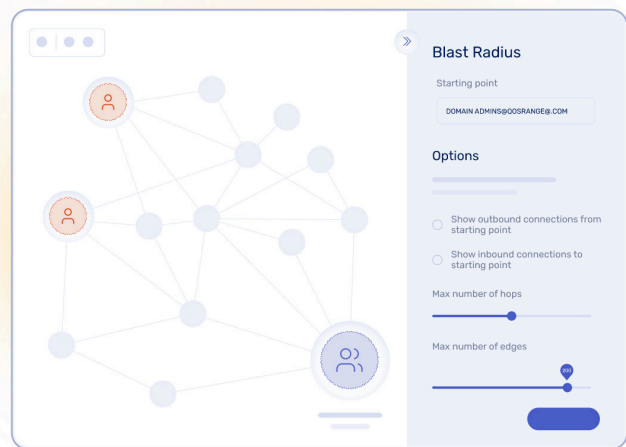 Blast Radius
Starting point
DOMAIN ADMINS@QOSRANGE@.COM
Options
Show outbound connections from
starting point
Show inbound connections to
starting point
Max number of hops
Max number of edges
200